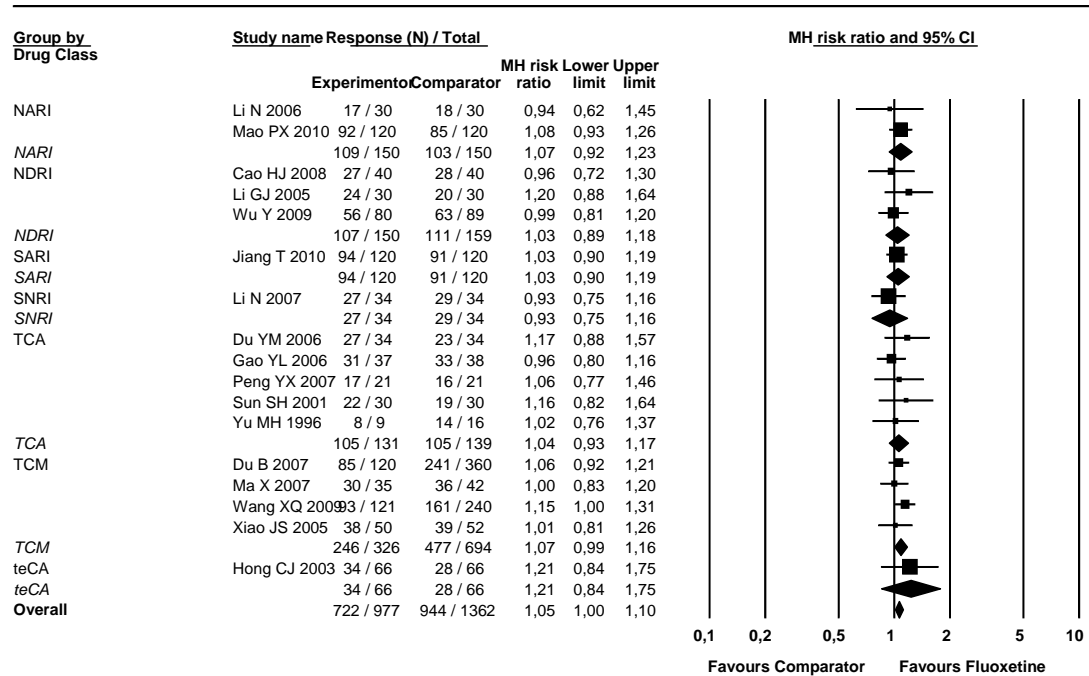 Group by Study name Response (N) / Total MH risk ratio and 95% CI
Drug Class
MH risk Lower Upper
ExperimentorComparator ratio limit limit
NARI Li N 2006 17 / 30 18 / 30 0,94 0,62 1,45
Mao PX 2010 92 / 120 85 / 120 1,08 0,93 1,26
NARI 109 / 150 103 / 150 1,07 0,92 1,23
NDRI Cao HJ 2008 27 / 40 28 / 40 0,96 0,72 1,30
Li GJ 2005 24 / 30 20 / 30 1,20 0,88 1,64
Wu Y 2009 56 / 80 63 / 89 0,99 0,81 1,20
NDRI 107 / 150 111 / 159 1,03 0,89 1,18
SARI Jiang T 2010 94 / 120 91 / 120 1,03 0,90 1,19
SARI 94 / 120 91 / 120 1,03 0,90 1,19
SNRI Li N 2007 27 / 34 29 / 34 0,93 0,75 1,16
SNRI 27 / 34 29 / 34 0,93 0,75 1,16
TCA Du YM 2006 27 / 34 23 / 34 1,17 0,88 1,57
Gao YL 2006 31 / 37 33 / 38 0,96 0,80 1,16
Peng YX 2007 17 / 21 16 / 21 1,06 0,77 1,46
Sun SH 2001 22 / 30 19 / 30 1,16 0,82 1,64
Yu MH 1996 8 / 9 14 / 16 1,02 0,76 1,37
TCA 105 / 131 105 / 139 1,04 0,93 1,17
TCM Du B 2007 85 / 120 241 / 360 1,06 0,92 1,21
Ma X 2007 30 / 35 36 / 42 1,00 0,83 1,20
Wang XQ 200993 / 121 161 / 240 1,15 1,00 1,31
Xiao JS 2005 38 / 50 39 / 52 1,01 0,81 1,26
TCM 246 / 326 477 / 694 1,07 0,99 1,16
teCA Hong CJ 2003 34 / 66 28 / 66 1,21 0,84 1,75
teCA 34 / 66 28 / 66 1,21 0,84 1,75
Overall 722 / 977 944 / 1362 1,05 1,00 1,10
0,1 0,2 0,5 1 2 5 10
Favours Comparator Favours Fluoxetine